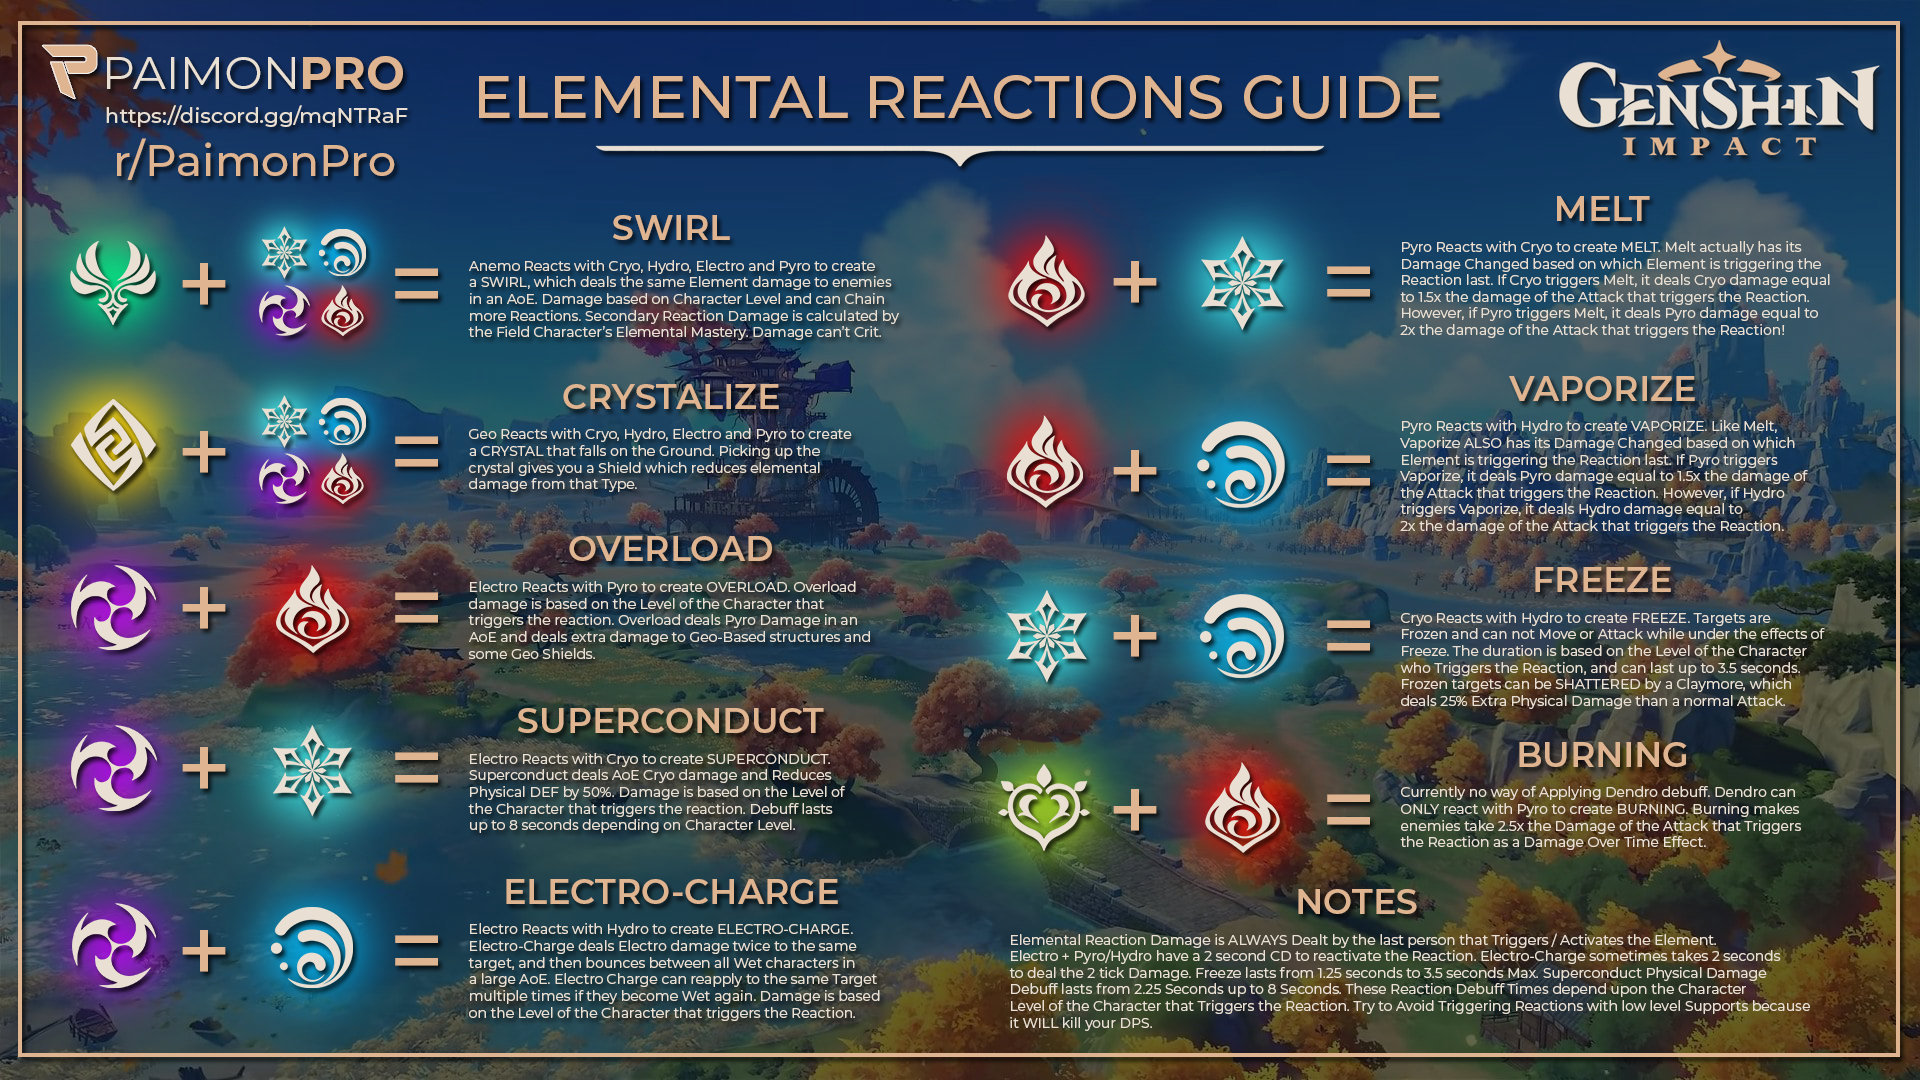 PAIMONPRO
https://discord.gg/mqNTRaF
r/PaimonPro
ELEMENTAL REACTIONS GUIDE
GENSHIN
IMPACT
SWIRL
Anemo Reacts with Cryo, Hydro, Electro and Pyro to create
a SWIRL, which deals the same Element damage to enemies
in an AoE. Damage based on Character Level and can Chain
more Reactions. Secondary Reaction Damage is calculated by
the Field Character's Elemental Mastery. Damage can't Crit.
CRYSTALIZE
Geo Reacts with Cryo, Hydro, Electro and Pyro to create
a CRYSTAL that falls on the Ground. Picking up the
crystal gives you a Shield which reduces elemental
damage from that Type.
OVERLOAD
Electro Reacts with Pyro to create OVERLOAD. Overload
damage is based on the Level of the Character that
triggers the reaction. Overload deals Pyro Damage in an
AoE and deals extra damage to Geo-Based structures and
some Geo Shields.
SUPERCONDUCT
Electro Reacts with Cryo to create SUPERCONDUCT.
Superconduct deals AoE Cryo damage and Reduces
Physical DEF by 50%. Damage is based on the Level of
the Character that triggers the reaction. Debuff lasts
up to 8 seconds depending on Character Level.
ELECTRO-CHARGE
Electro Reacts with Hydro to create ELECTRO-CHARGE.
Electro-Charge deals Electro damage twice to the same
target, and then bounces between all Wet characters in
a large AoE. Electro Charge can reapply to the same Target
multiple times if they become Wet again. Damage is based
on the Level of the Character that triggers the Reaction.
MELT
Pyro Reacts with Cryo to create MELT. Melt actually has its
Damage Changed based on which Element is triggering the
Reaction last. If Cryo triggers Melt, it deals Cryo damage equal
to 1.5x the damage of the Attack that triggers the Reaction.
However, if Pyro triggers Melt, it deals Pyro damage equal to
2x the damage of the Attack that triggers the Reaction!
VAPORIZE
Pyro Reacts with Hydro to create VAPORIZE. Like Melt,
Vaporize ALSO has its Damage Changed based on which
Element is triggering the Reaction last. If Pyro triggers
Vaporize, it deals Pyro damage equal to 1.5x the damage of
the Attack that triggers the Reaction. However, if Hydro
triggers Vaporize, it deals Hydro damage equal to
2x the damage of the Attack that triggers the Reaction.
FREEZE
Cryo Reacts with Hydro to create FREEZE. Targets are
Frozen and can not Move or Attack while under the effects of
Freeze. The duration is based on the Level of the Character
who Triggers the Reaction, and can last up to 3.5 seconds.
Frozen targets can be SHATTERED by a Claymore, which
deals 25% Extra Physical Damage than a normal Attack.
BURNING
Currently no way of Applying Dendro debuff. Dendro can
ONLY react with Pyro to create BURNING. Burning makes
enemies take 2.5x the Damage of the Attack that Triggers
the Reaction as a Damage Over Time Effect.
NOTES
Elemental Reaction Damage is ALWAYS Dealt by the last person that Triggers / Activates the Element.
Electro + Pyro/Hydro have a 2 second CD to reactivate the Reaction. Electro-Charge sometimes takes 2 seconds
to deal the 2 tick Damage. Freeze lasts from 1.25 seconds to 3.5 seconds Max. Superconduct Physical Damage
Debuff lasts from 2.25 Seconds up to 8 Seconds. These Reaction Debuff Times depend upon the Character
Level of the Character that Triggers the Reaction. Try to Avoid Triggering Reactions with low level Supports because
it WILL kill your DPS.